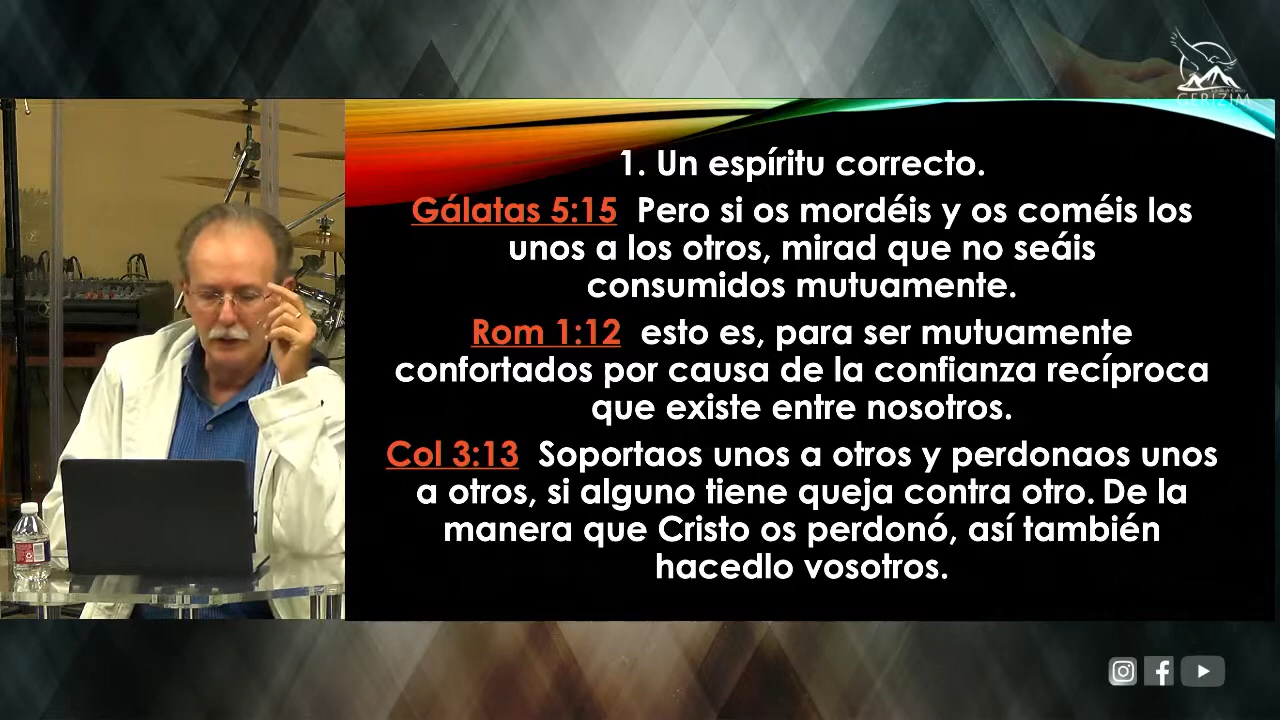 GERIZIM
1. Un espíritu correcto.
Gálatas 5:15 Pero si os mordéis y os coméis los
unos a los otros, mirad que no seáis
consumidos mutuamente.
Rom 1:12 esto es, para ser mutuamente
confortados por causa de la confianza recíproca
que existe entre nosotros.
Col 3:13 Soportaos unos a otros y perdonaos unos
a otros, si alguno tiene queja contra otro. De la
manera que Cristo os perdonó, así también
hacedlo vosotros.